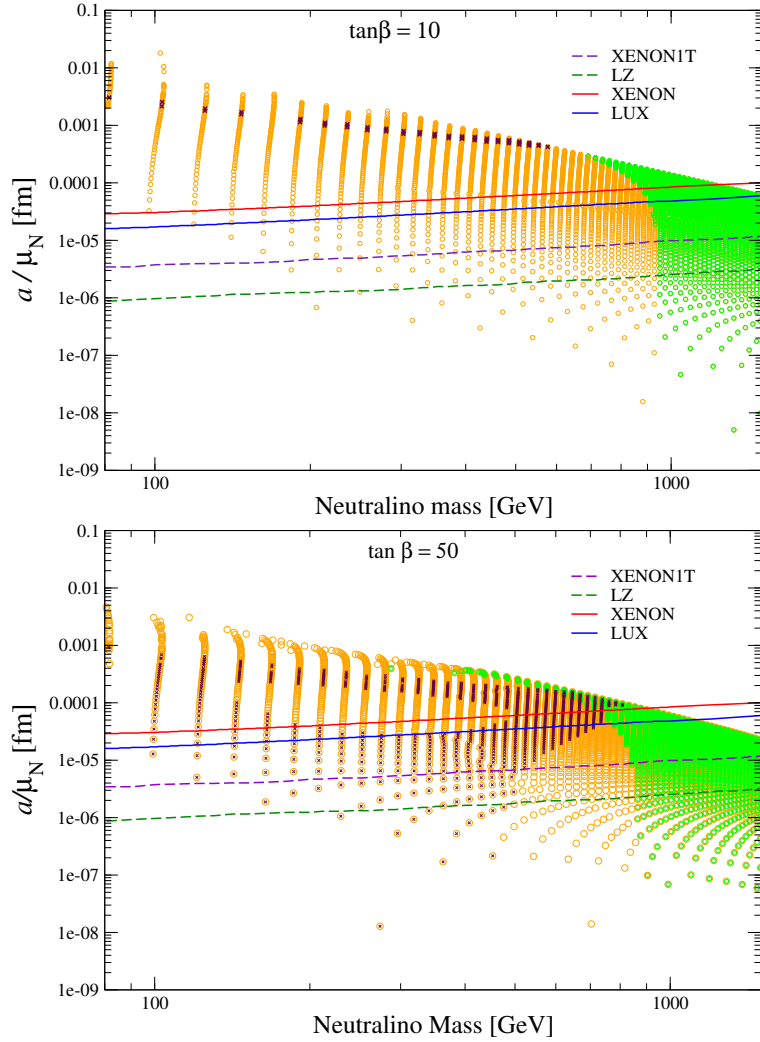 tanβ = 10
XENON1T
LZ
XENON
LUX
0.1
0.01
0.001
0.0001
1e-05
1e-06
1e-07
1e-08
1e-09
a / μ_N [fm]
100
1000
Neutralino mass [GeV]
tan β = 50
XENON1T
LZ
XENON
LUX
0.1
0.01
0.001
0.0001
1e-05
1e-06
1e-07
1e-08
1e-09
a/μ_N [fm]
100
1000
Neutralino Mass [GeV]